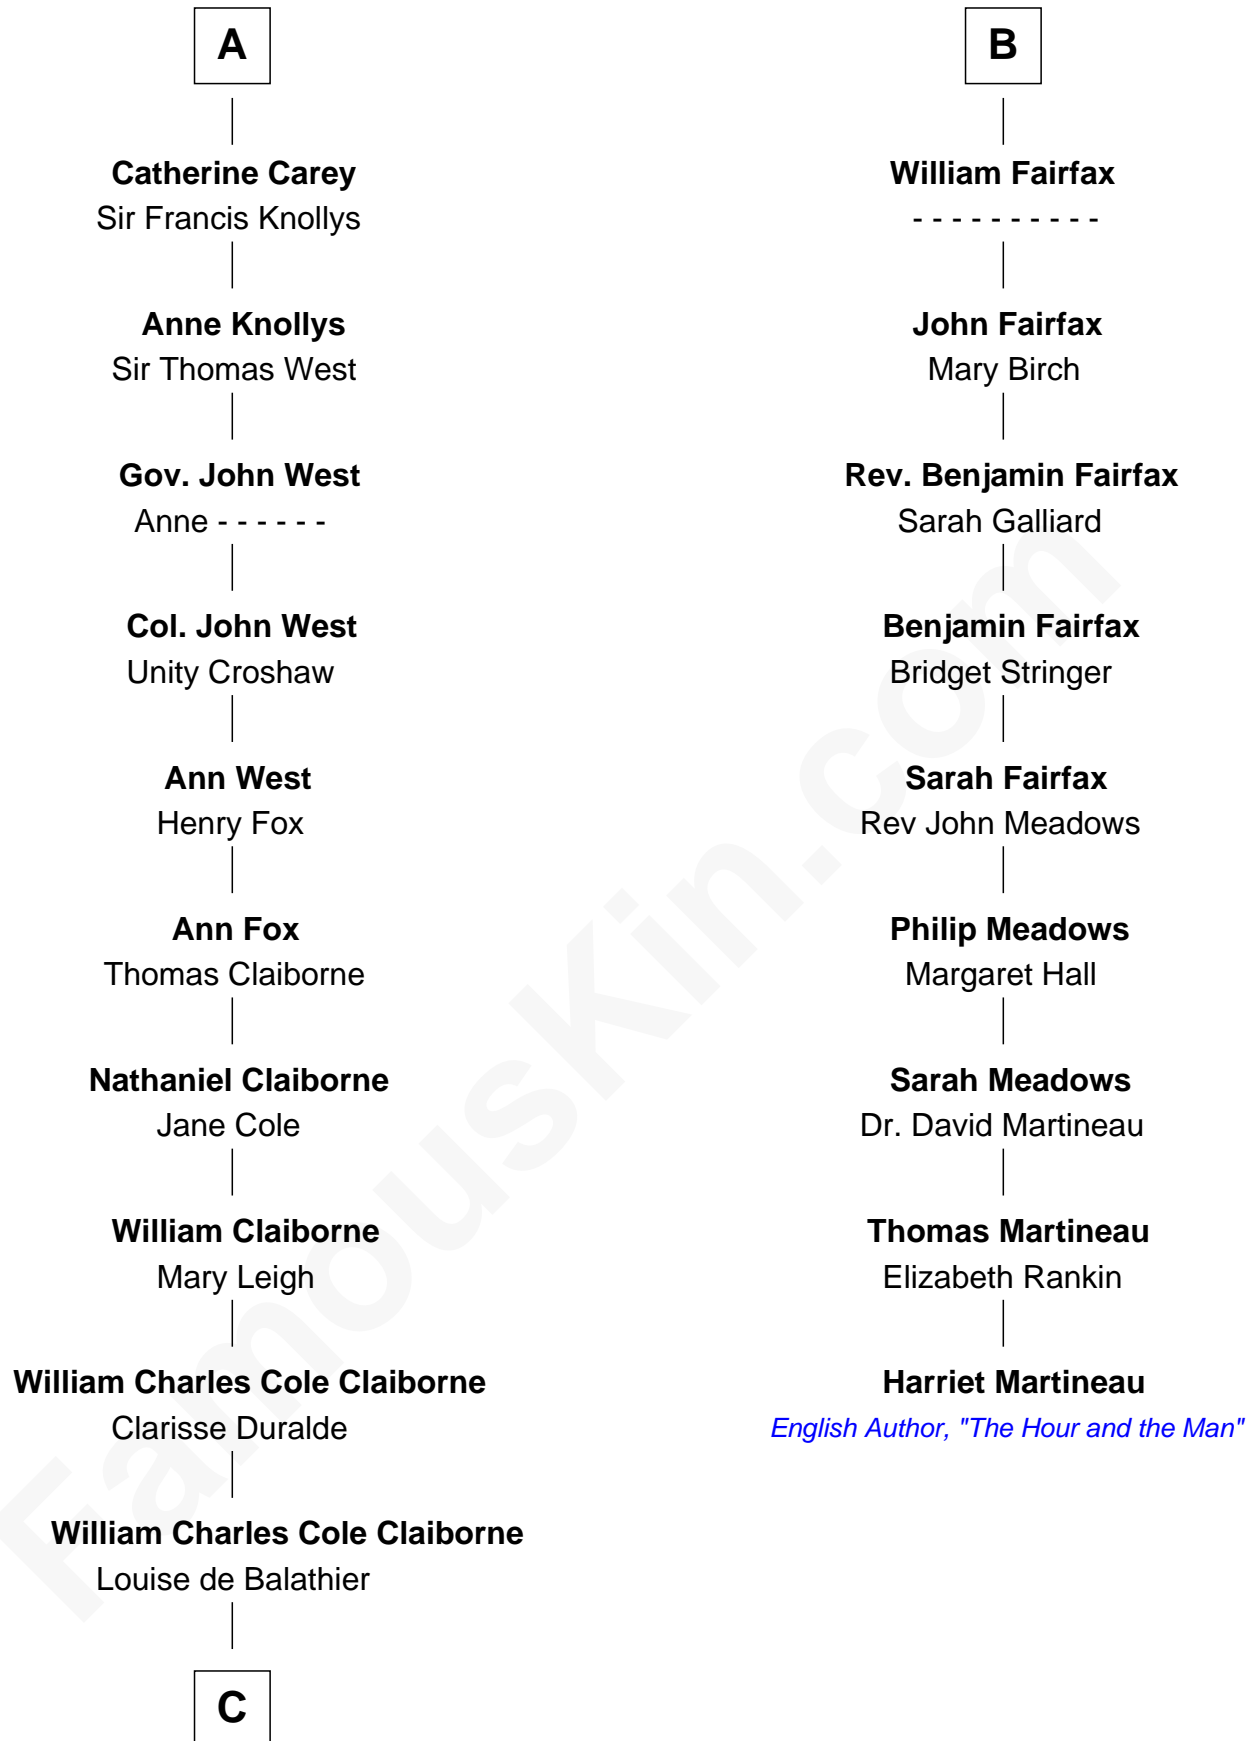 A
Catherine Carey
Sir Francis Knollys
Anne Knollys
Sir Thomas West
Gov. John West
Anne - - - - - -
Col. John West
Unity Croshaw
Ann West
Henry Fox
Ann Fox
Thomas Claiborne
Nathaniel Claiborne
Jane Cole
William Claiborne
Mary Leigh
William Charles Cole Claiborne
Clarisse Duralde
William Charles Cole Claiborne
Louise de Balathier
C
B
William Fairfax
- - - - - - - - - -
John Fairfax
Mary Birch
Rev. Benjamin Fairfax
Sarah Galliard
Benjamin Fairfax
Bridget Stringer
Sarah Fairfax
Rev John Meadows
Philip Meadows
Margaret Hall
Sarah Meadows
Dr. David Martineau
Thomas Martineau
Elizabeth Rankin
Harriet Martineau
English Author, "The Hour and the Man"
FamousKin.com